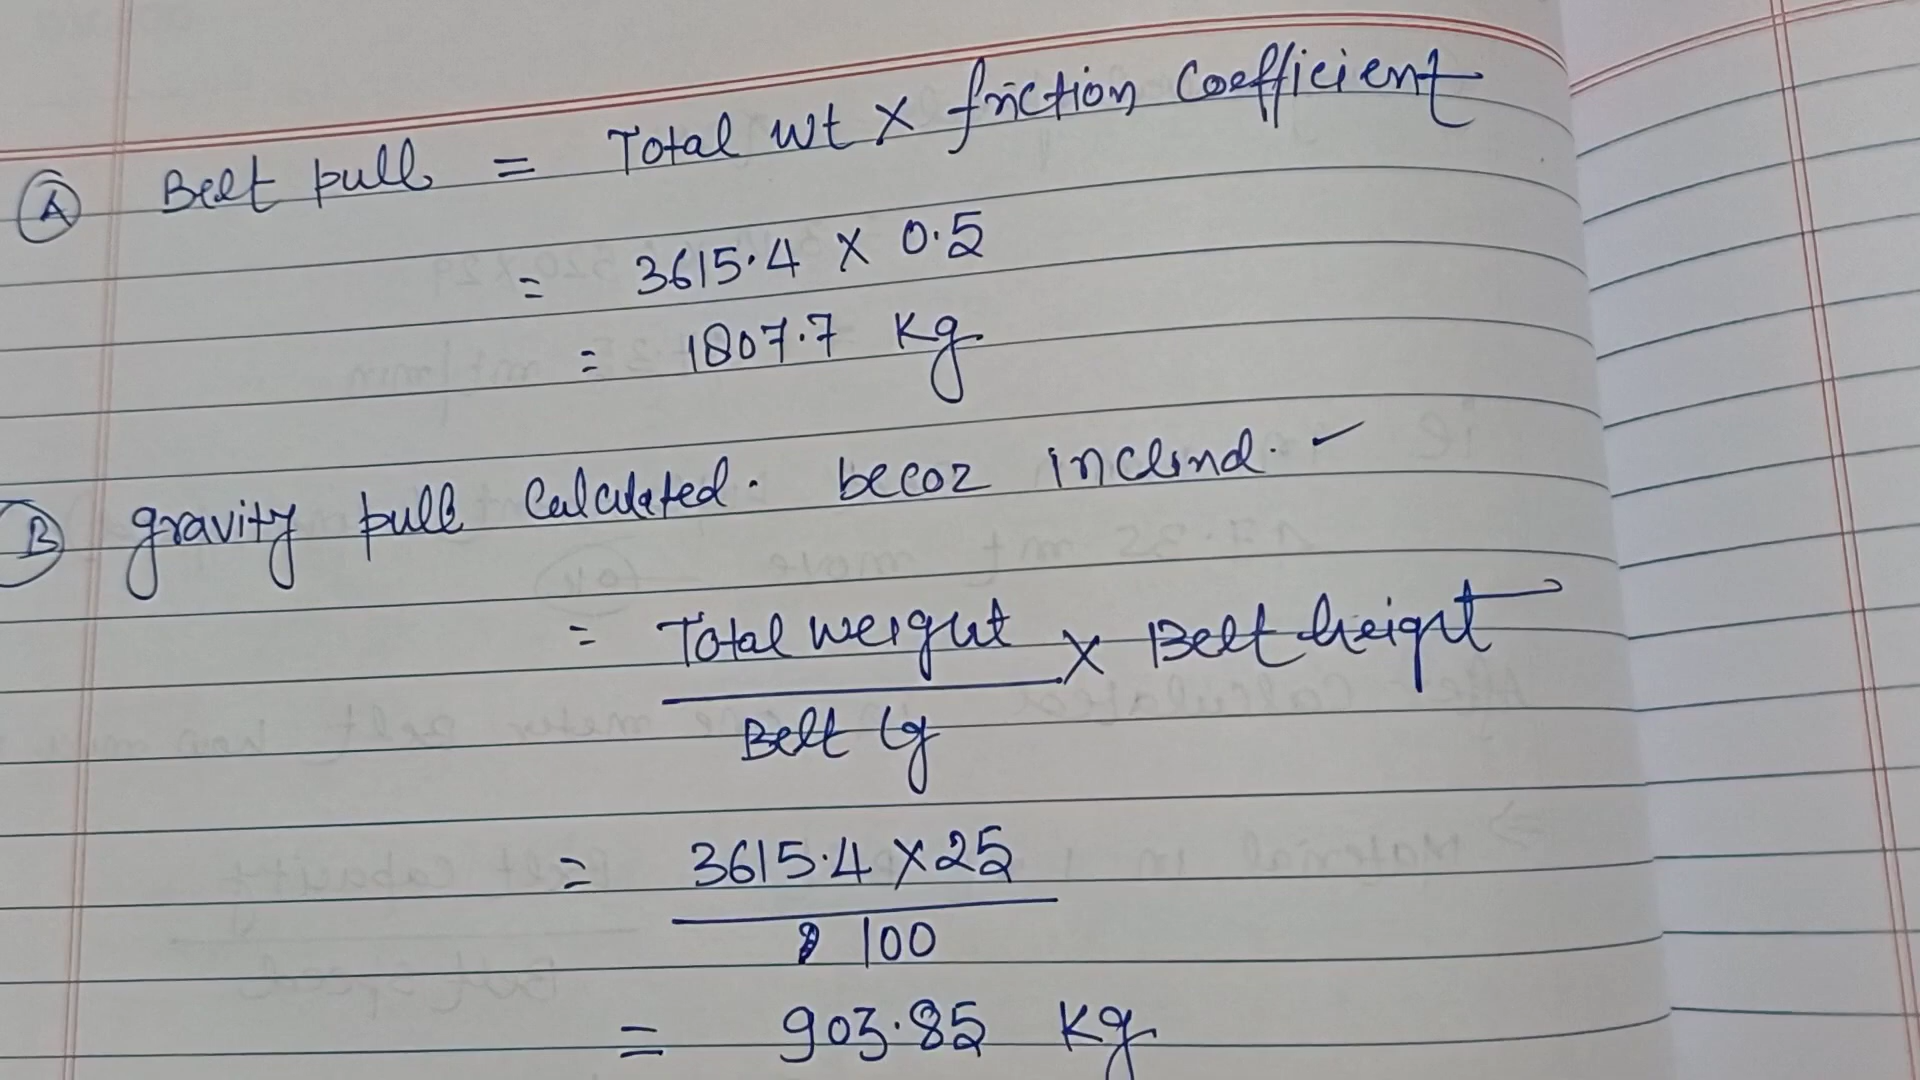 Ⓐ Belt pull = Total wt X friction Coefficient
= 3615.4 X 0.5
= 1807.7 Kg
Ⓑ gravity pull Calculated. becoz inclind. ✓
= Total weight / Belt lg X Belt height
= 3615.4 X 25 / 100
= 903.85 Kg